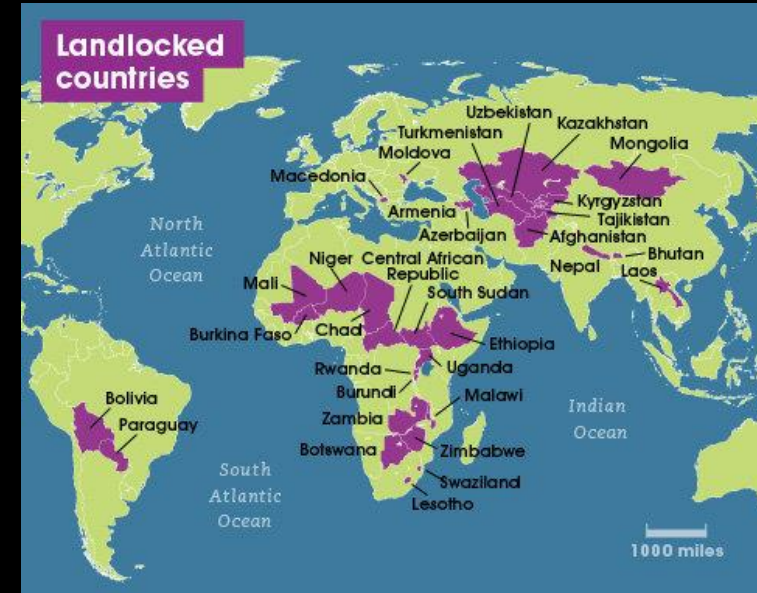 Landlocked
countries
Uzbekistan
Kazakhstan
Turkmenistan
Mongolia
Moldova
Macedonia
Kyrgyzstan
Armenia
Tajikistan
North
Atlantic
Ocean
Azerbaijan
Afghanistan
Bhutan
Niger
Central African
Republic
Nepal
Laos
Mali
South Sudan
Burkina Faso
Chad
Ethiopia
Rwanda
Uganda
Burundi
Malawi
Bolivia
Zambia
Indian
Ocean
Paraguay
Botswana
Zimbabwe
South
Atlantic
Ocean
Swaziland
Lesotho
1000 miles